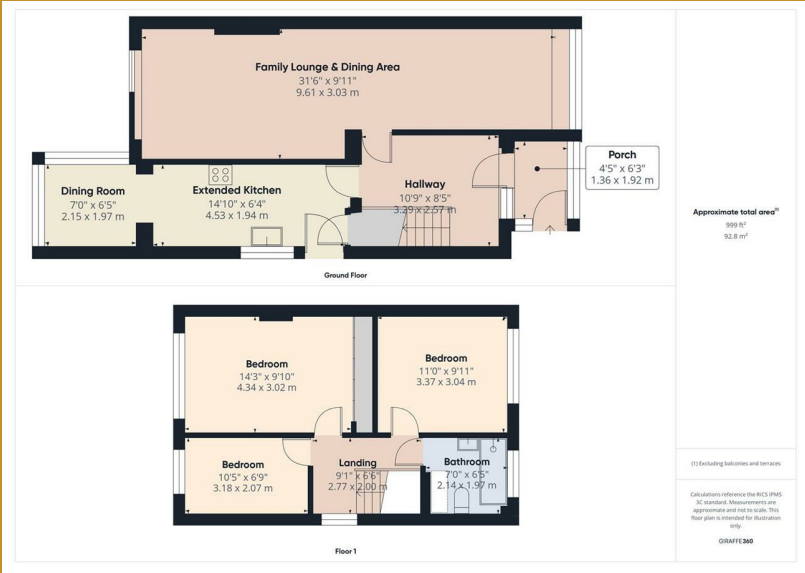 Family Lounge & Dining Area
31'6" x 9'11"
9.61 x 3.03 m
Porch
4'5" x 6'3"
1.36 x 1.92 m
Dining Room
7'0" x 6'5"
2.15 x 1.97 m
Extended Kitchen
14'10" x 6'4"
4.53 x 1.94 m
Hallway
10'9" x 8'5"
3.29 x 2.57 m
Ground Floor
Bedroom
14'3" x 9'10"
4.34 x 3.02 m
Bedroom
11'0" x 9'11"
3.37 x 3.04 m
Bedroom
10'5" x 6'9"
3.18 x 2.07 m
Landing
9'1" x 6'6"
2.77 x 2.00 m
Bathroom
7'0" x 6'5"
2.14 x 1.97 m
Floor 1
Approximate total area⁽¹⁾
999 ft²
92.8 m²
(1) Excluding balconies and terraces
Calculations reference the RICS IPMS
3C standard. Measurements are
approximate and not to scale. This
floor plan is intended for illustration
only.
GIRAFFE360